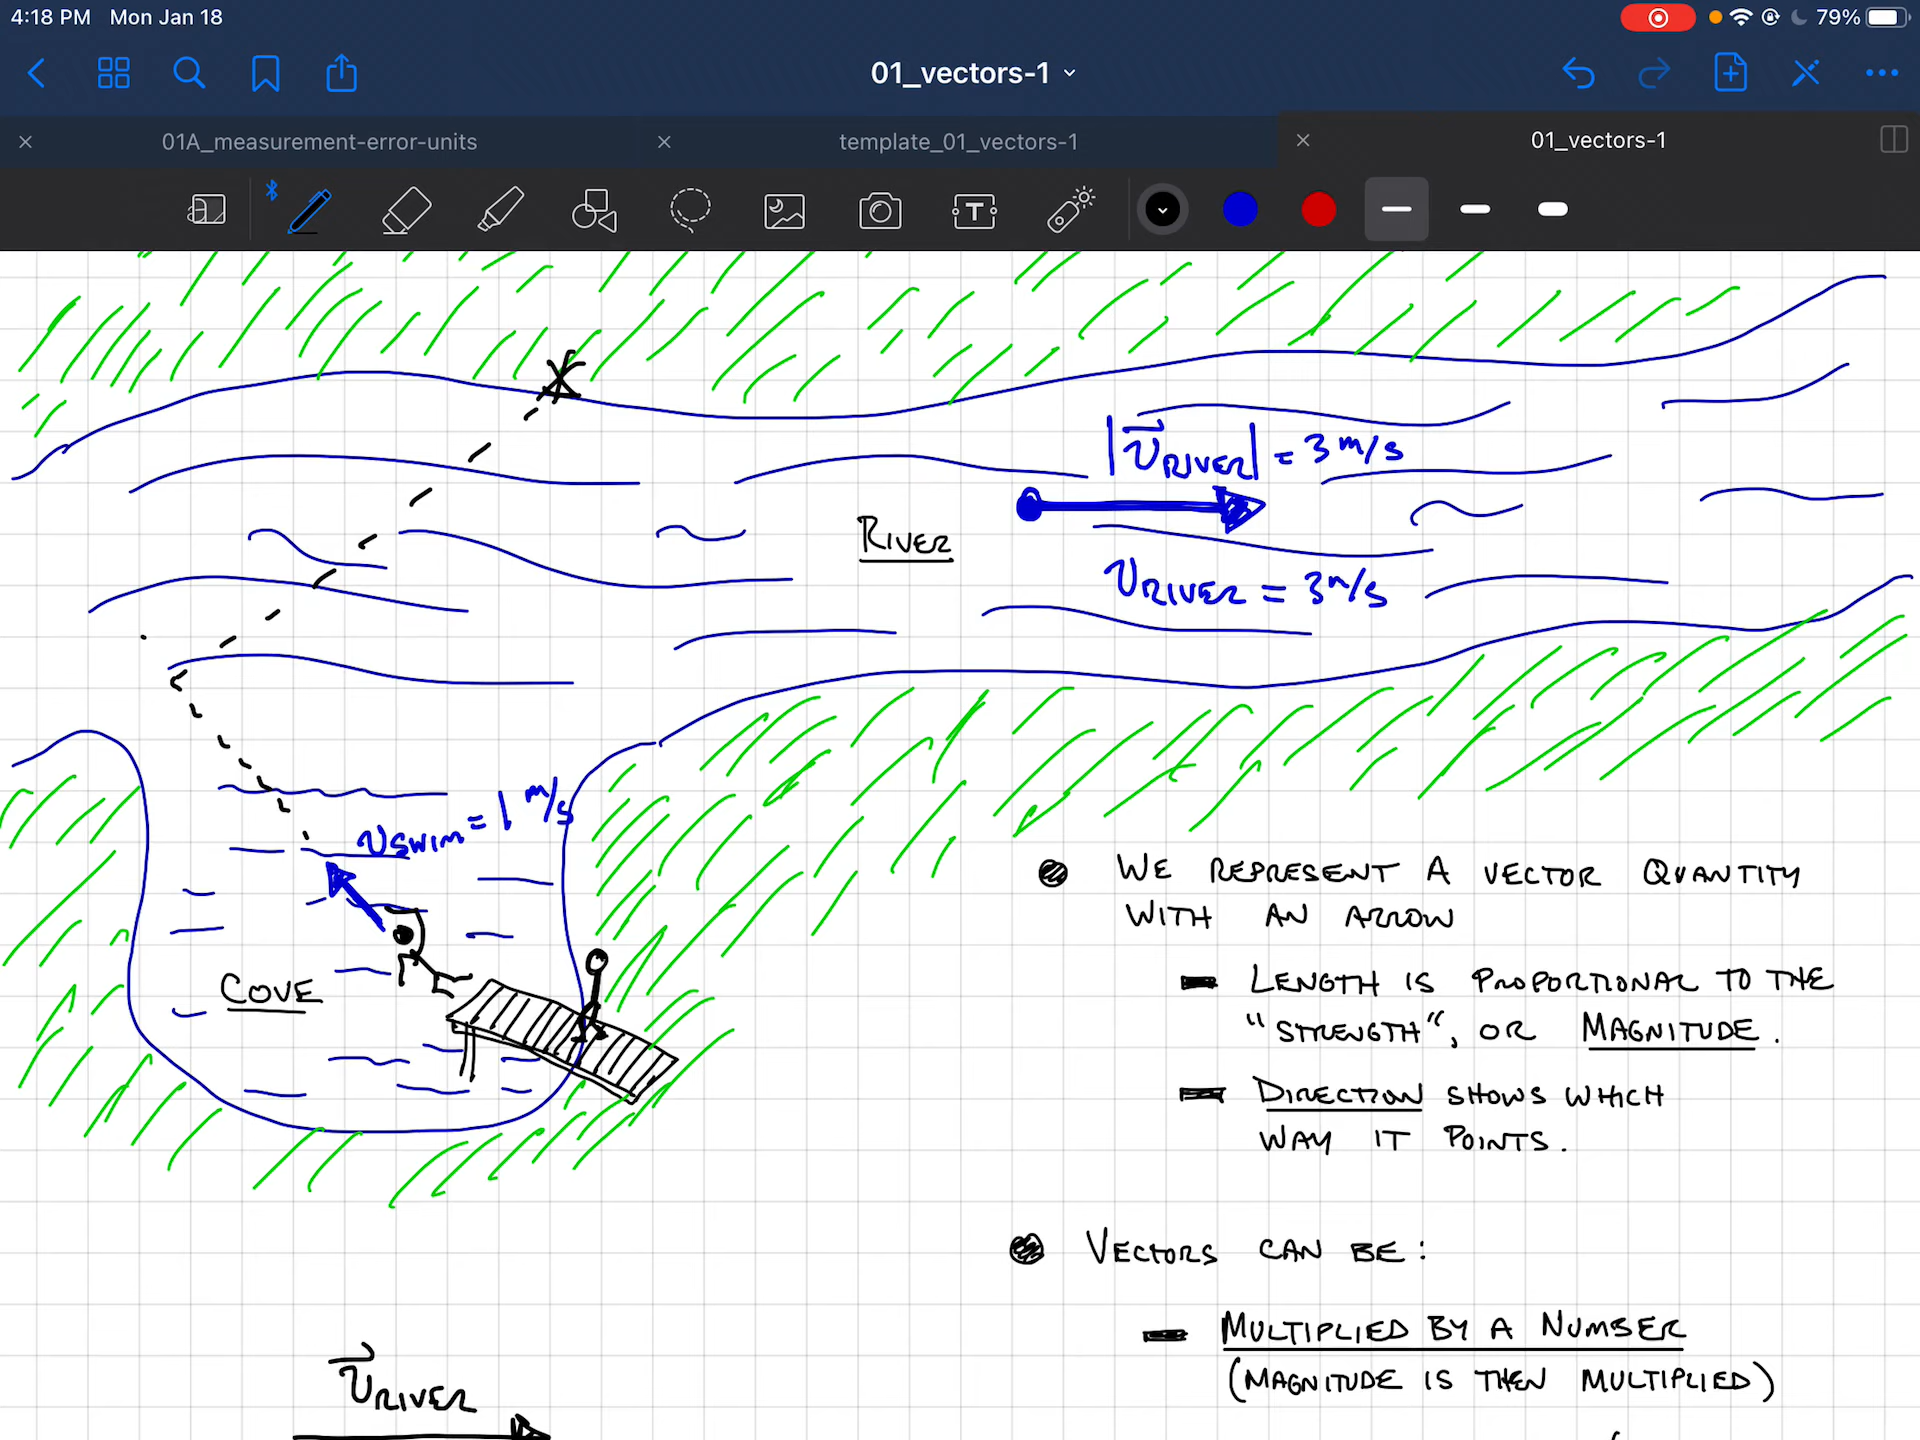 4:18 PM Mon Jan 18
79%
01_vectors-1
01A_measurement-error-units
template_01_vectors-1
01_vectors-1
T
|v⃗RIVER| = 3 m/s
RIVER
vRIVER = 3 m/s
vSWIM = 1 m/s
COVE
WE REPRESENT A VECTOR QUANTITY
WITH AN ARROW
LENGTH IS PROPORTIONAL TO THE
"STRENGTH", OR MAGNITUDE.
DIRECTION SHOWS WHICH
WAY IT POINTS.
VECTORS CAN BE:
MULTIPLIED BY A NUMBER
(MAGNITUDE IS THEN MULTIPLIED)
v⃗RIVER